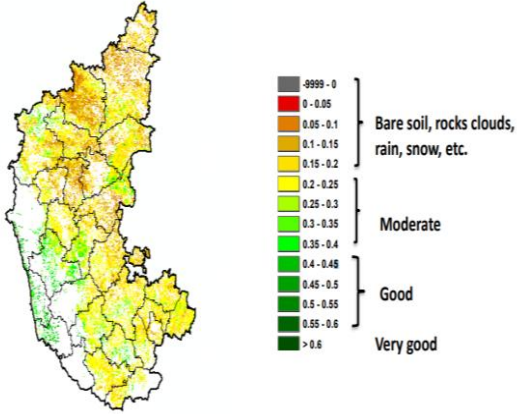 -9999 - 0
0 - 0.05
0.05 - 0.1
0.1 - 0.15
0.15 - 0.2
Bare soil, rocks clouds,
rain, snow, etc.
0.2 - 0.25
0.25 - 0.3
0.3 - 0.35
0.35 - 0.4
Moderate
0.4 - 0.45
0.45 - 0.5
0.5 - 0.55
0.55 - 0.6
Good
> 0.6
Very good